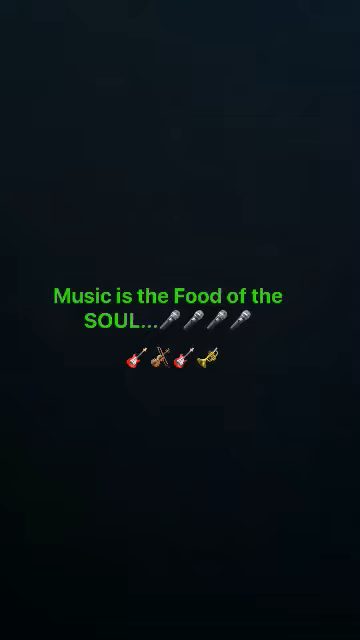 Music is the Food of the
SOUL...🎤🎤🎤🎤
🎸🎻🎸🎺